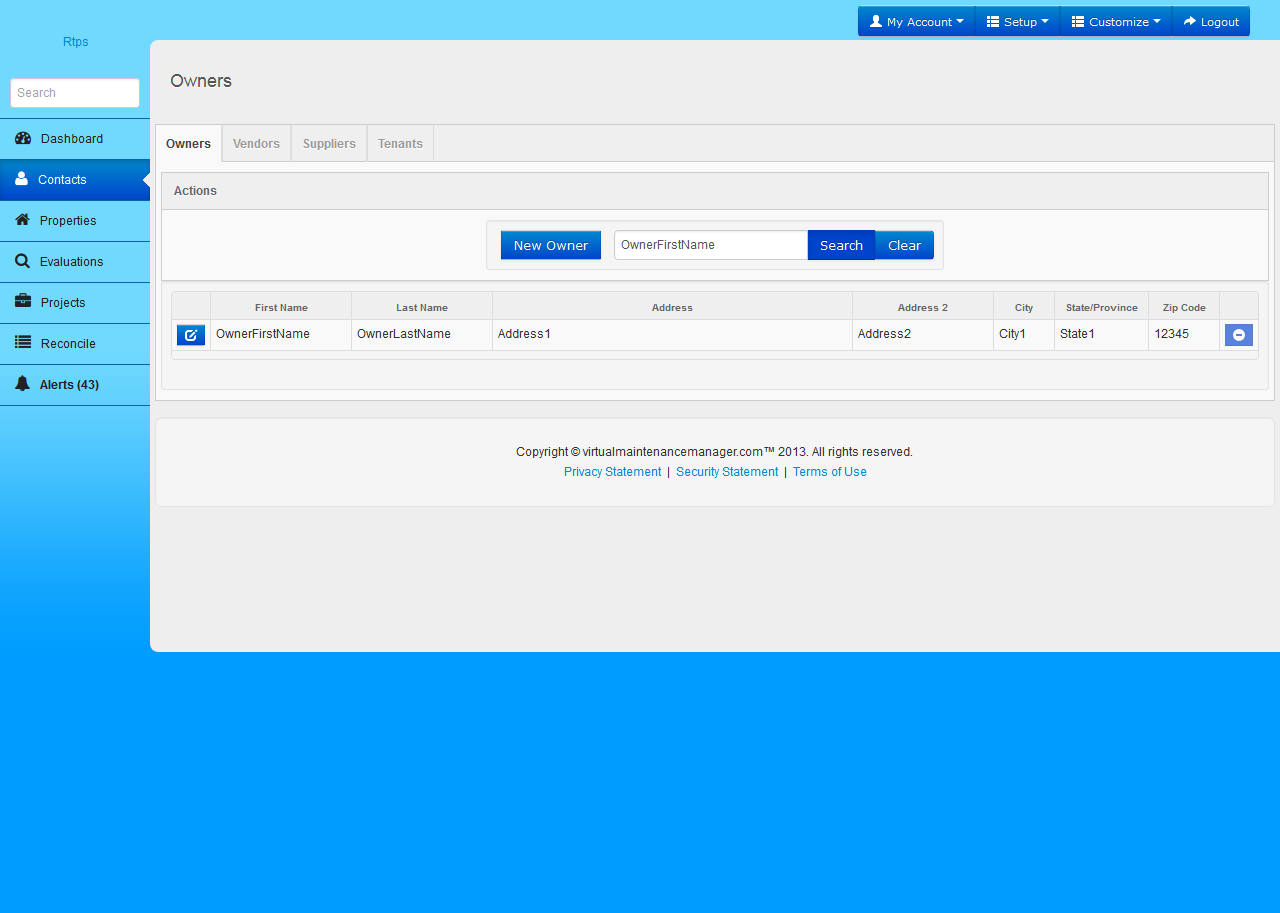 My Account Setup Customize Logout
Rtps
Search
Dashboard
Contacts
Properties
Evaluations
Projects
Reconcile
Alerts (43)
Owners
Owners Vendors Suppliers Tenants
Actions
New Owner OwnerFirstName Search Clear
First Name Last Name Address Address 2 City State/Province Zip Code
OwnerFirstName OwnerLastName Address1 Address2 City1 State1 12345
Copyright © virtualmaintenancemanager.com™ 2013. All rights reserved.
Privacy Statement | Security Statement | Terms of Use